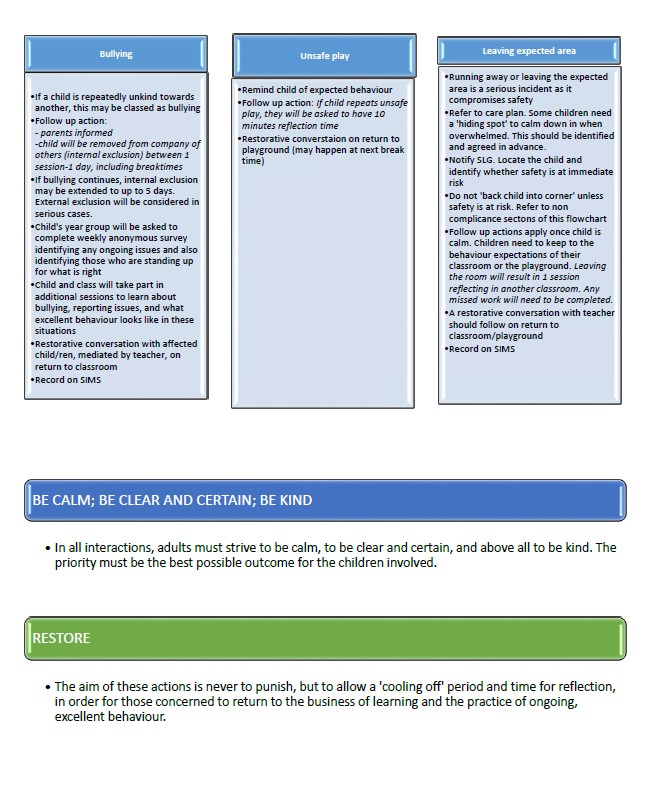 Bullying
•If a child is repeatedly unkind towards
another, this may be classed as bullying
•Follow up action:
- parents informed
-child will be removed from company of
others (internal exclusion) between 1
session-1 day, including breaktimes
•If bullying continues, internal exclusion
may be extended to up to 5 days.
External exclusion will be considered in
serious cases.
•Child's year group will be asked to
complete weekly anonymous survey
identifying any ongoing issues and also
identifying those who are standing up
for what is right
•Child and class will take part in
additional sessions to learn about
bullying, reporting issues, and what
excellent behaviour looks like in these
situations
•Restorative conversation with affected
child/ren, mediated by teacher, on
return to classroom
•Record on SIMS
Unsafe play
•Remind child of expected behaviour
•Follow up action: If child repeats unsafe
play, they will be asked to have 10
minutes reflection time
•Restorative converstaion on return to
playground (may happen at next break
time)
Leaving expected area
•Running away or leaving the expected
area is a serious incident as it
compromises safety
•Refer to care plan. Some children need
a 'hiding spot' to calm down in when
overwhelmed. This should be identified
and agreed in advance.
•Notify SLG. Locate the child and
identify whether safety is at immediate
risk
•Do not 'back child into corner' unless
safety is at risk. Refer to non
complicance sectons of this flowchart
•Follow up actions apply once child is
calm. Children need to keep to the
behaviour expectations of their
classroom or the playground. Leaving
the room will result in 1 session
reflecting in another classroom. Any
missed work will need to be completed.
•A restorative conversation with teacher
should follow on return to
classroom/playground
•Record on SIMS
BE CALM; BE CLEAR AND CERTAIN; BE KIND
• In all interactions, adults must strive to be calm, to be clear and certain, and above all to be kind. The
priority must be the best possible outcome for the children involved.
RESTORE
• The aim of these actions is never to punish, but to allow a 'cooling off' period and time for reflection,
in order for those concerned to return to the business of learning and the practice of ongoing,
excellent behaviour.